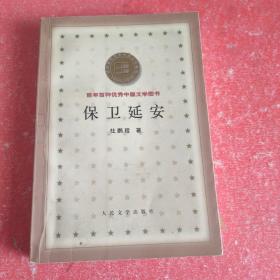 百年百种优秀中国文学图书
保卫延安
杜鹏程 著
人民文学出版社